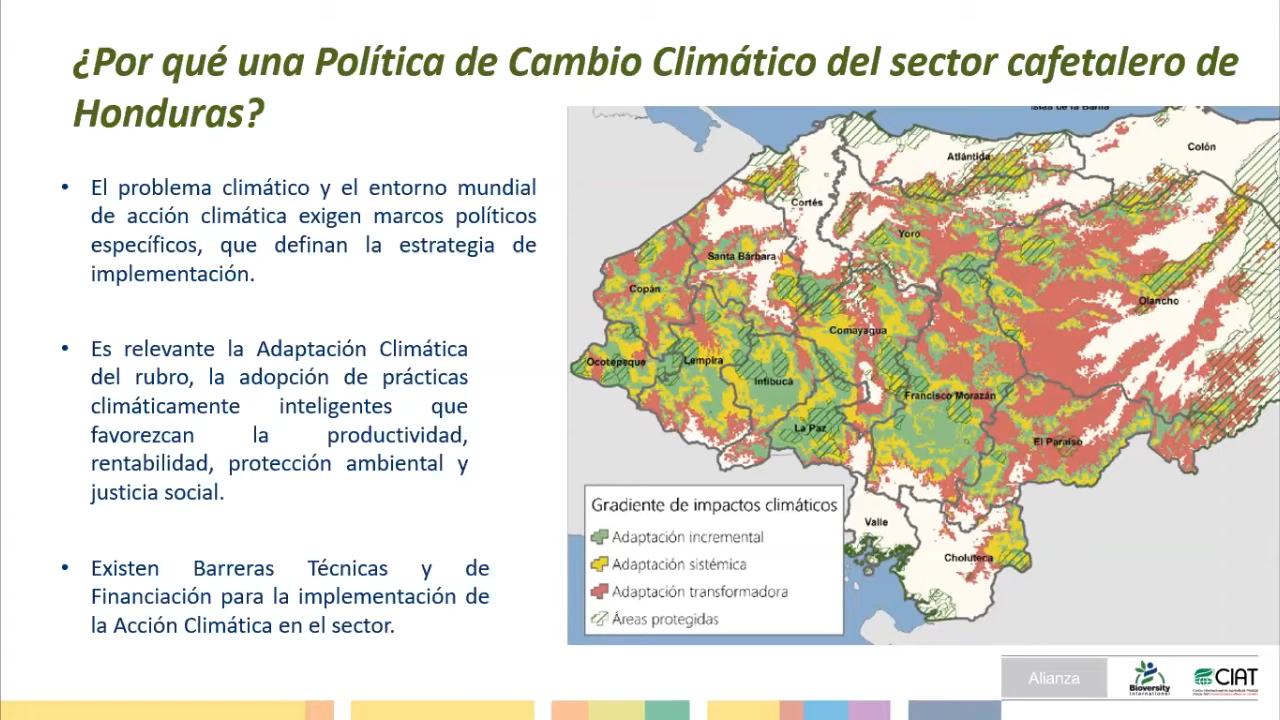 ¿Por qué una Política de Cambio Climático del sector cafetalero de
Honduras?
• El problema climático y el entorno mundial
de acción climática exigen marcos políticos
específicos, que definan la estrategia de
implementación.
• Es relevante la Adaptación Climática
del rubro, la adopción de prácticas
climáticamente inteligentes que
favorezcan la productividad,
rentabilidad, protección ambiental y
justicia social.
• Existen Barreras Técnicas y de
Financiación para la implementación de
la Acción Climática en el sector.
Islas de la Bahía
Colón
Atlántida
Cortés
Yoro
Santa Bárbara
Copán
Olancho
Comayagua
Ocotepeque
Lempira
Intibucá
Francisco Morazán
La Paz
El Paraíso
Valle
Choluteca
Gradiente de impactos climáticos
Adaptación incremental
Adaptación sistémica
Adaptación transformadora
Áreas protegidas
Alianza
Bioversity
International
CIAT